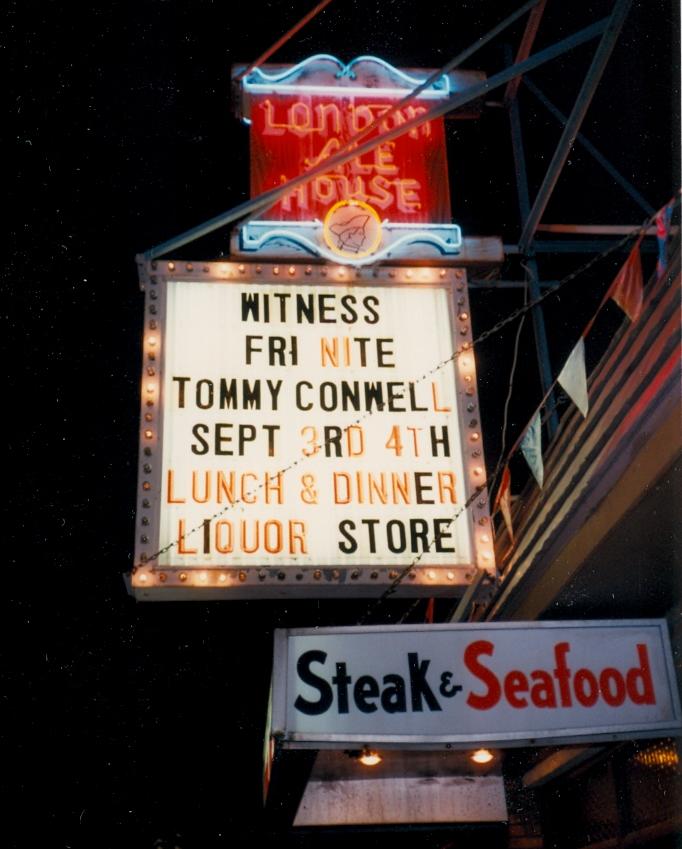 London
Ale
House
WITNESS
FRI NITE
TOMMY CONWELL
SEPT 3RD 4TH
LUNCH & DINNER
LIQUOR STORE
Steak & Seafood